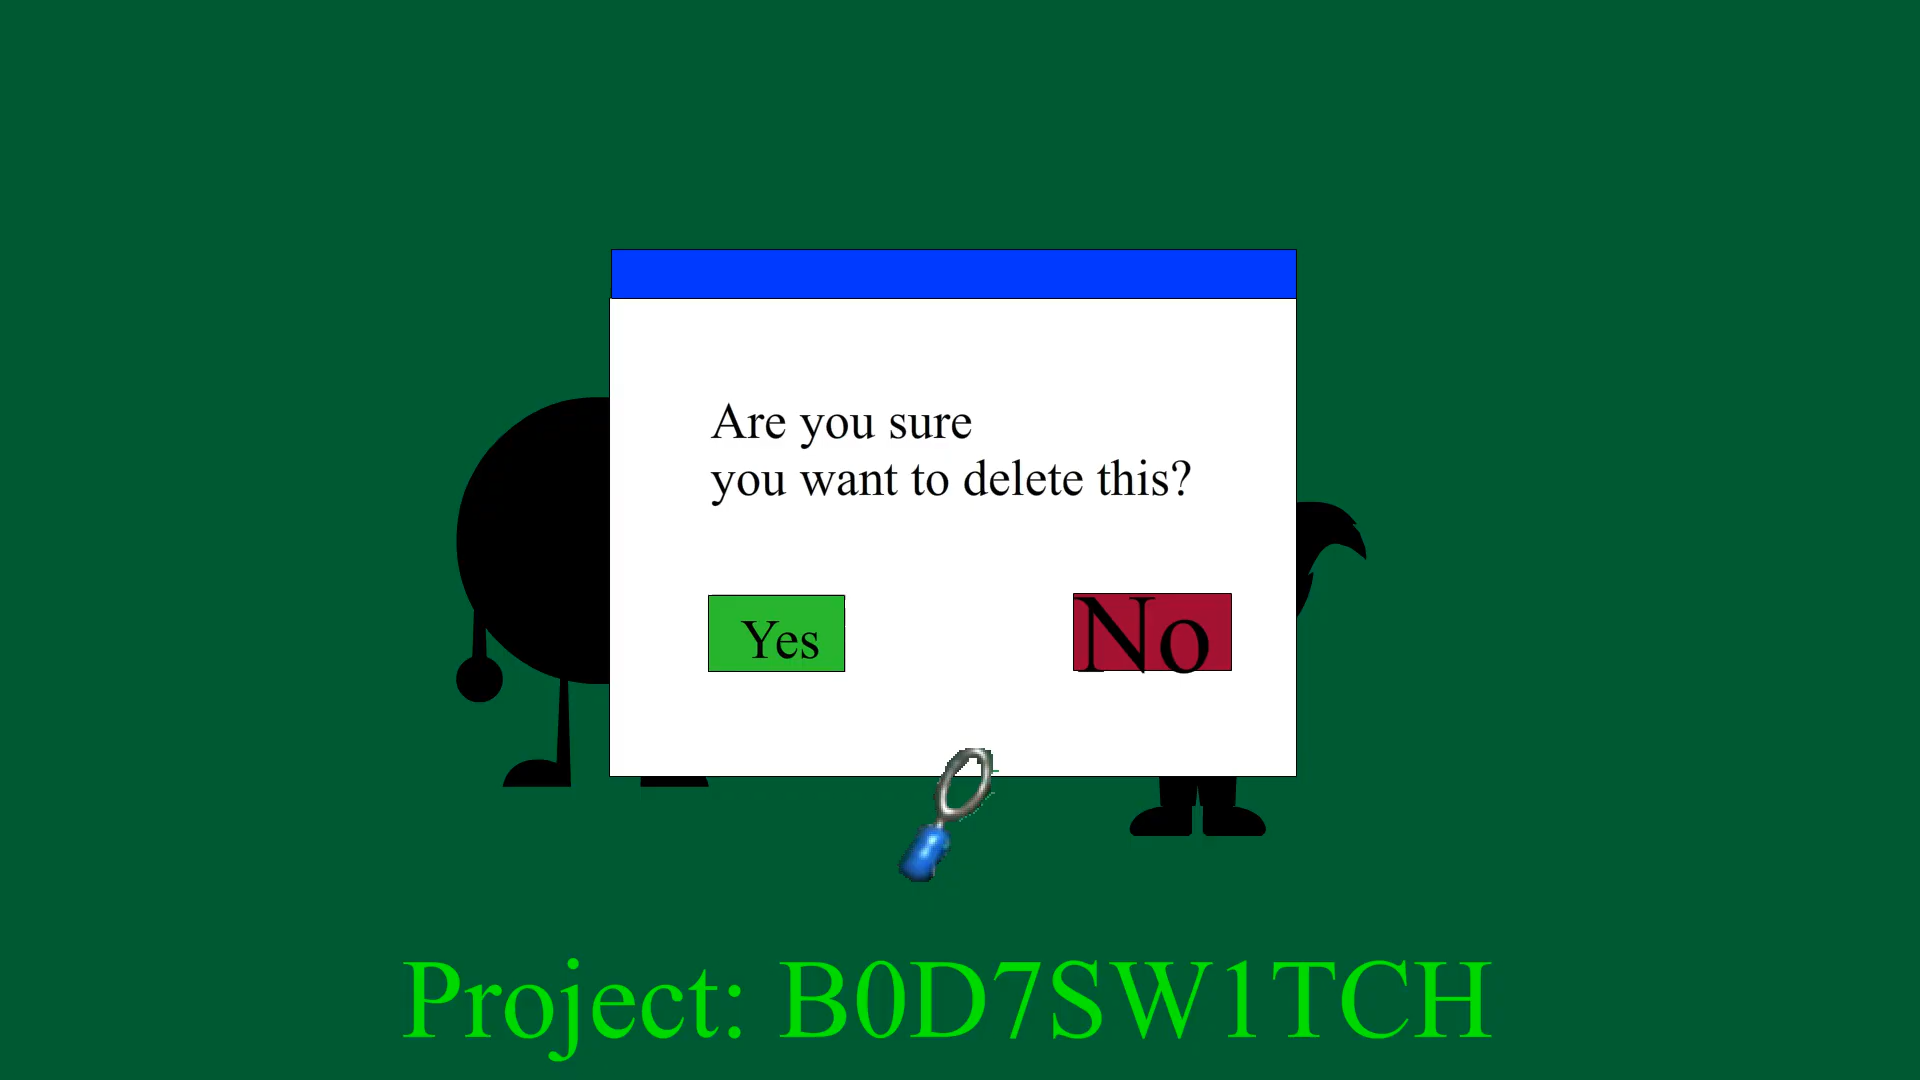 Are you sure
you want to delete this?
Yes
No
Project: B0D7SW1TCH